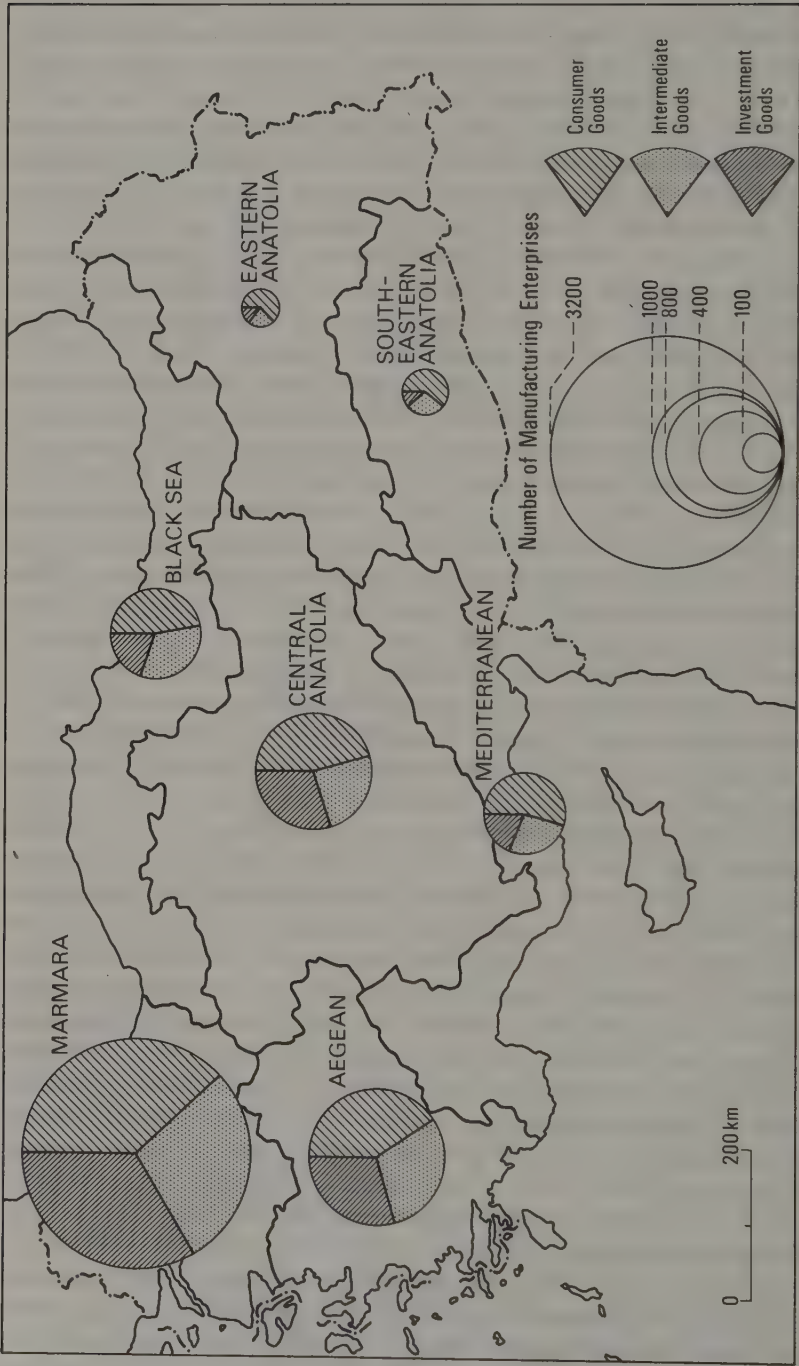 MARMARA
BLACK SEA
EASTERN
ANATOLIA
CENTRAL
ANATOLIA
SOUTH-
EASTERN
ANATOLIA
AEGEAN
MEDITERRANEAN
0
200 km
Number of Manufacturing Enterprises
3200
1000
800
400
100
Consumer
Goods
Intermediate
Goods
Investment
Goods